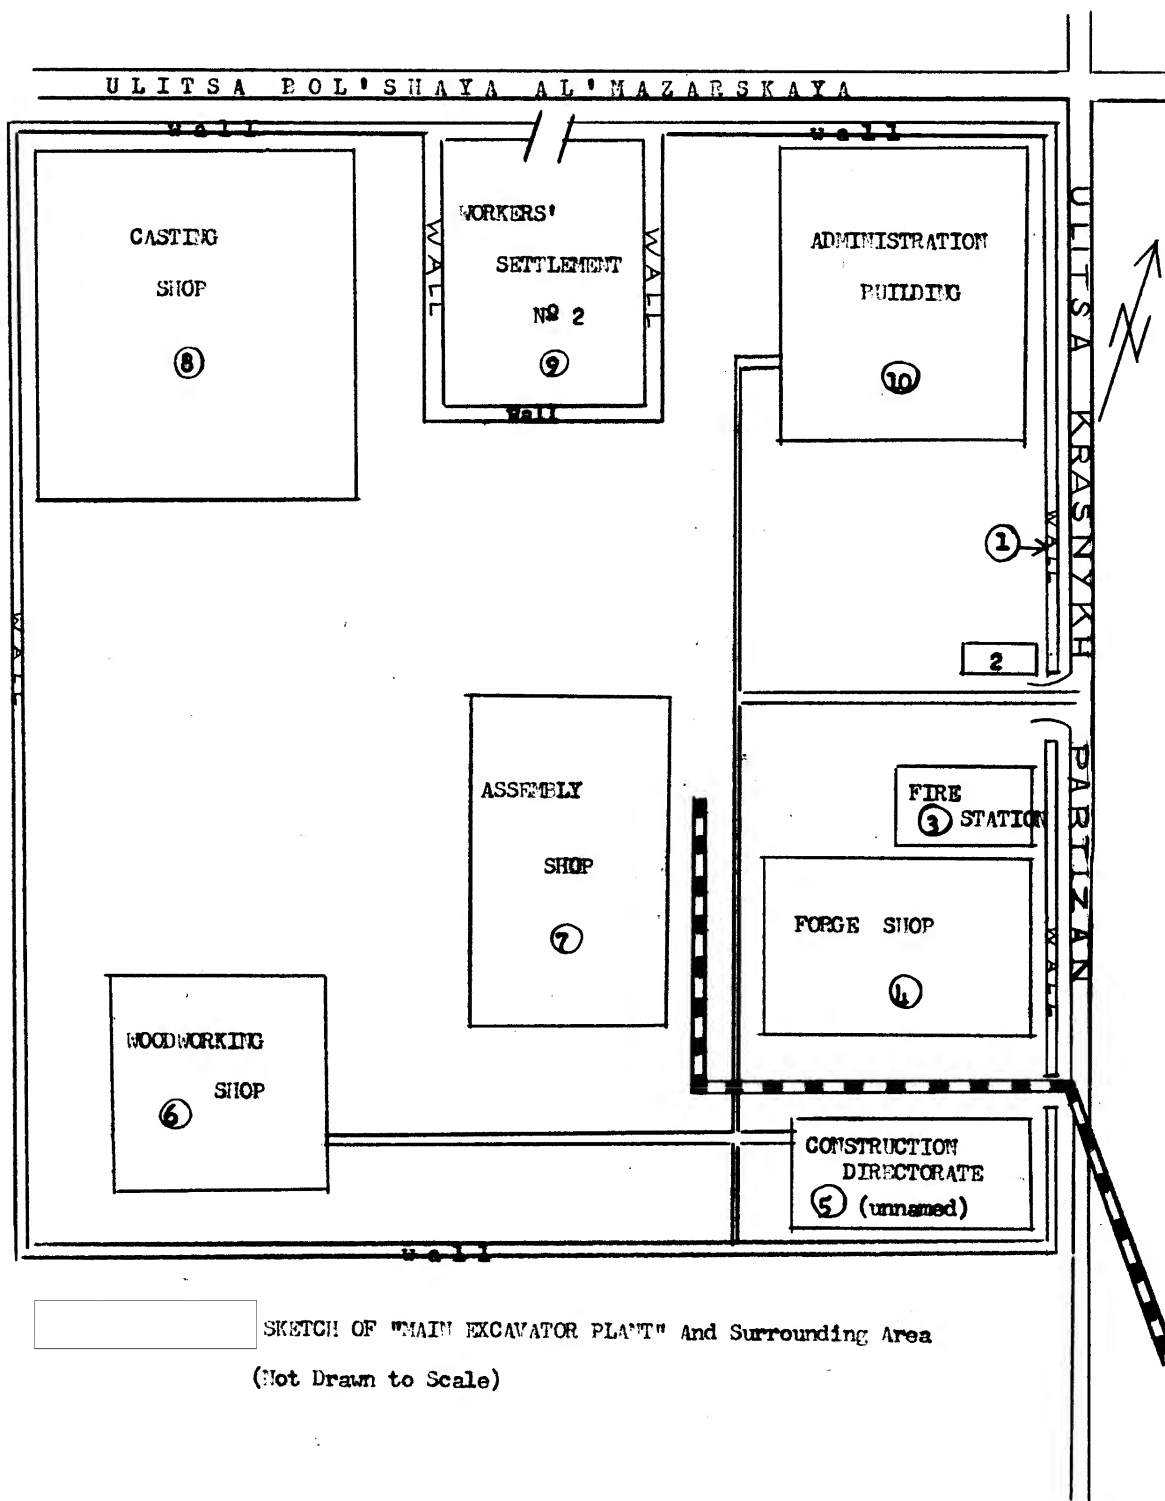 ULITSA BOL'SHAYA AL'MAZARSKAYA
Wall
Wall
CASTING
SHOP
8
WALL
WORKERS'
SETTLEMENT
Nº 2
9
WALL
Wall
ADMINISTRATION
BUILDING
10
ULITSA KRASNYKH PARTIZAN
N
1
WALL
2
WALL
ASSEMBLY
SHOP
7
FIRE
3 STATION
FORGE SHOP
4
WALL
WOODWORKING
SHOP
6
CONSTRUCTION
DIRECTORATE
5 (unnamed)
Wall
SKETCH OF "MAIN EXCAVATOR PLANT" And Surrounding Area
(Not Drawn to Scale)